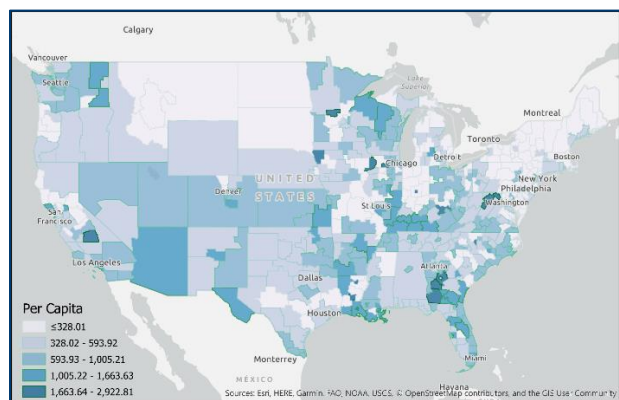 Calgary
Vancouver
Seattle
Lake
Superior
Montreal
Toronto
Boston
Chicago
Detroit
New York
Philadelphia
UNITED
STATES
Denver
St Louis
Washington
San
Francisco
Los Angeles
Atlanta
Dallas
Houston
Miami
Monterrey
MÉXICO
Havana
Per Capita
≤328.01
328.02 - 593.92
593.93 - 1,005.21
1,005.22 - 1,663.63
1,663.64 - 2,922.81
Sources: Esri, HERE, Garmin, FAO, NOAA, USGS, © OpenStreetMap contributors, and the GIS User Community